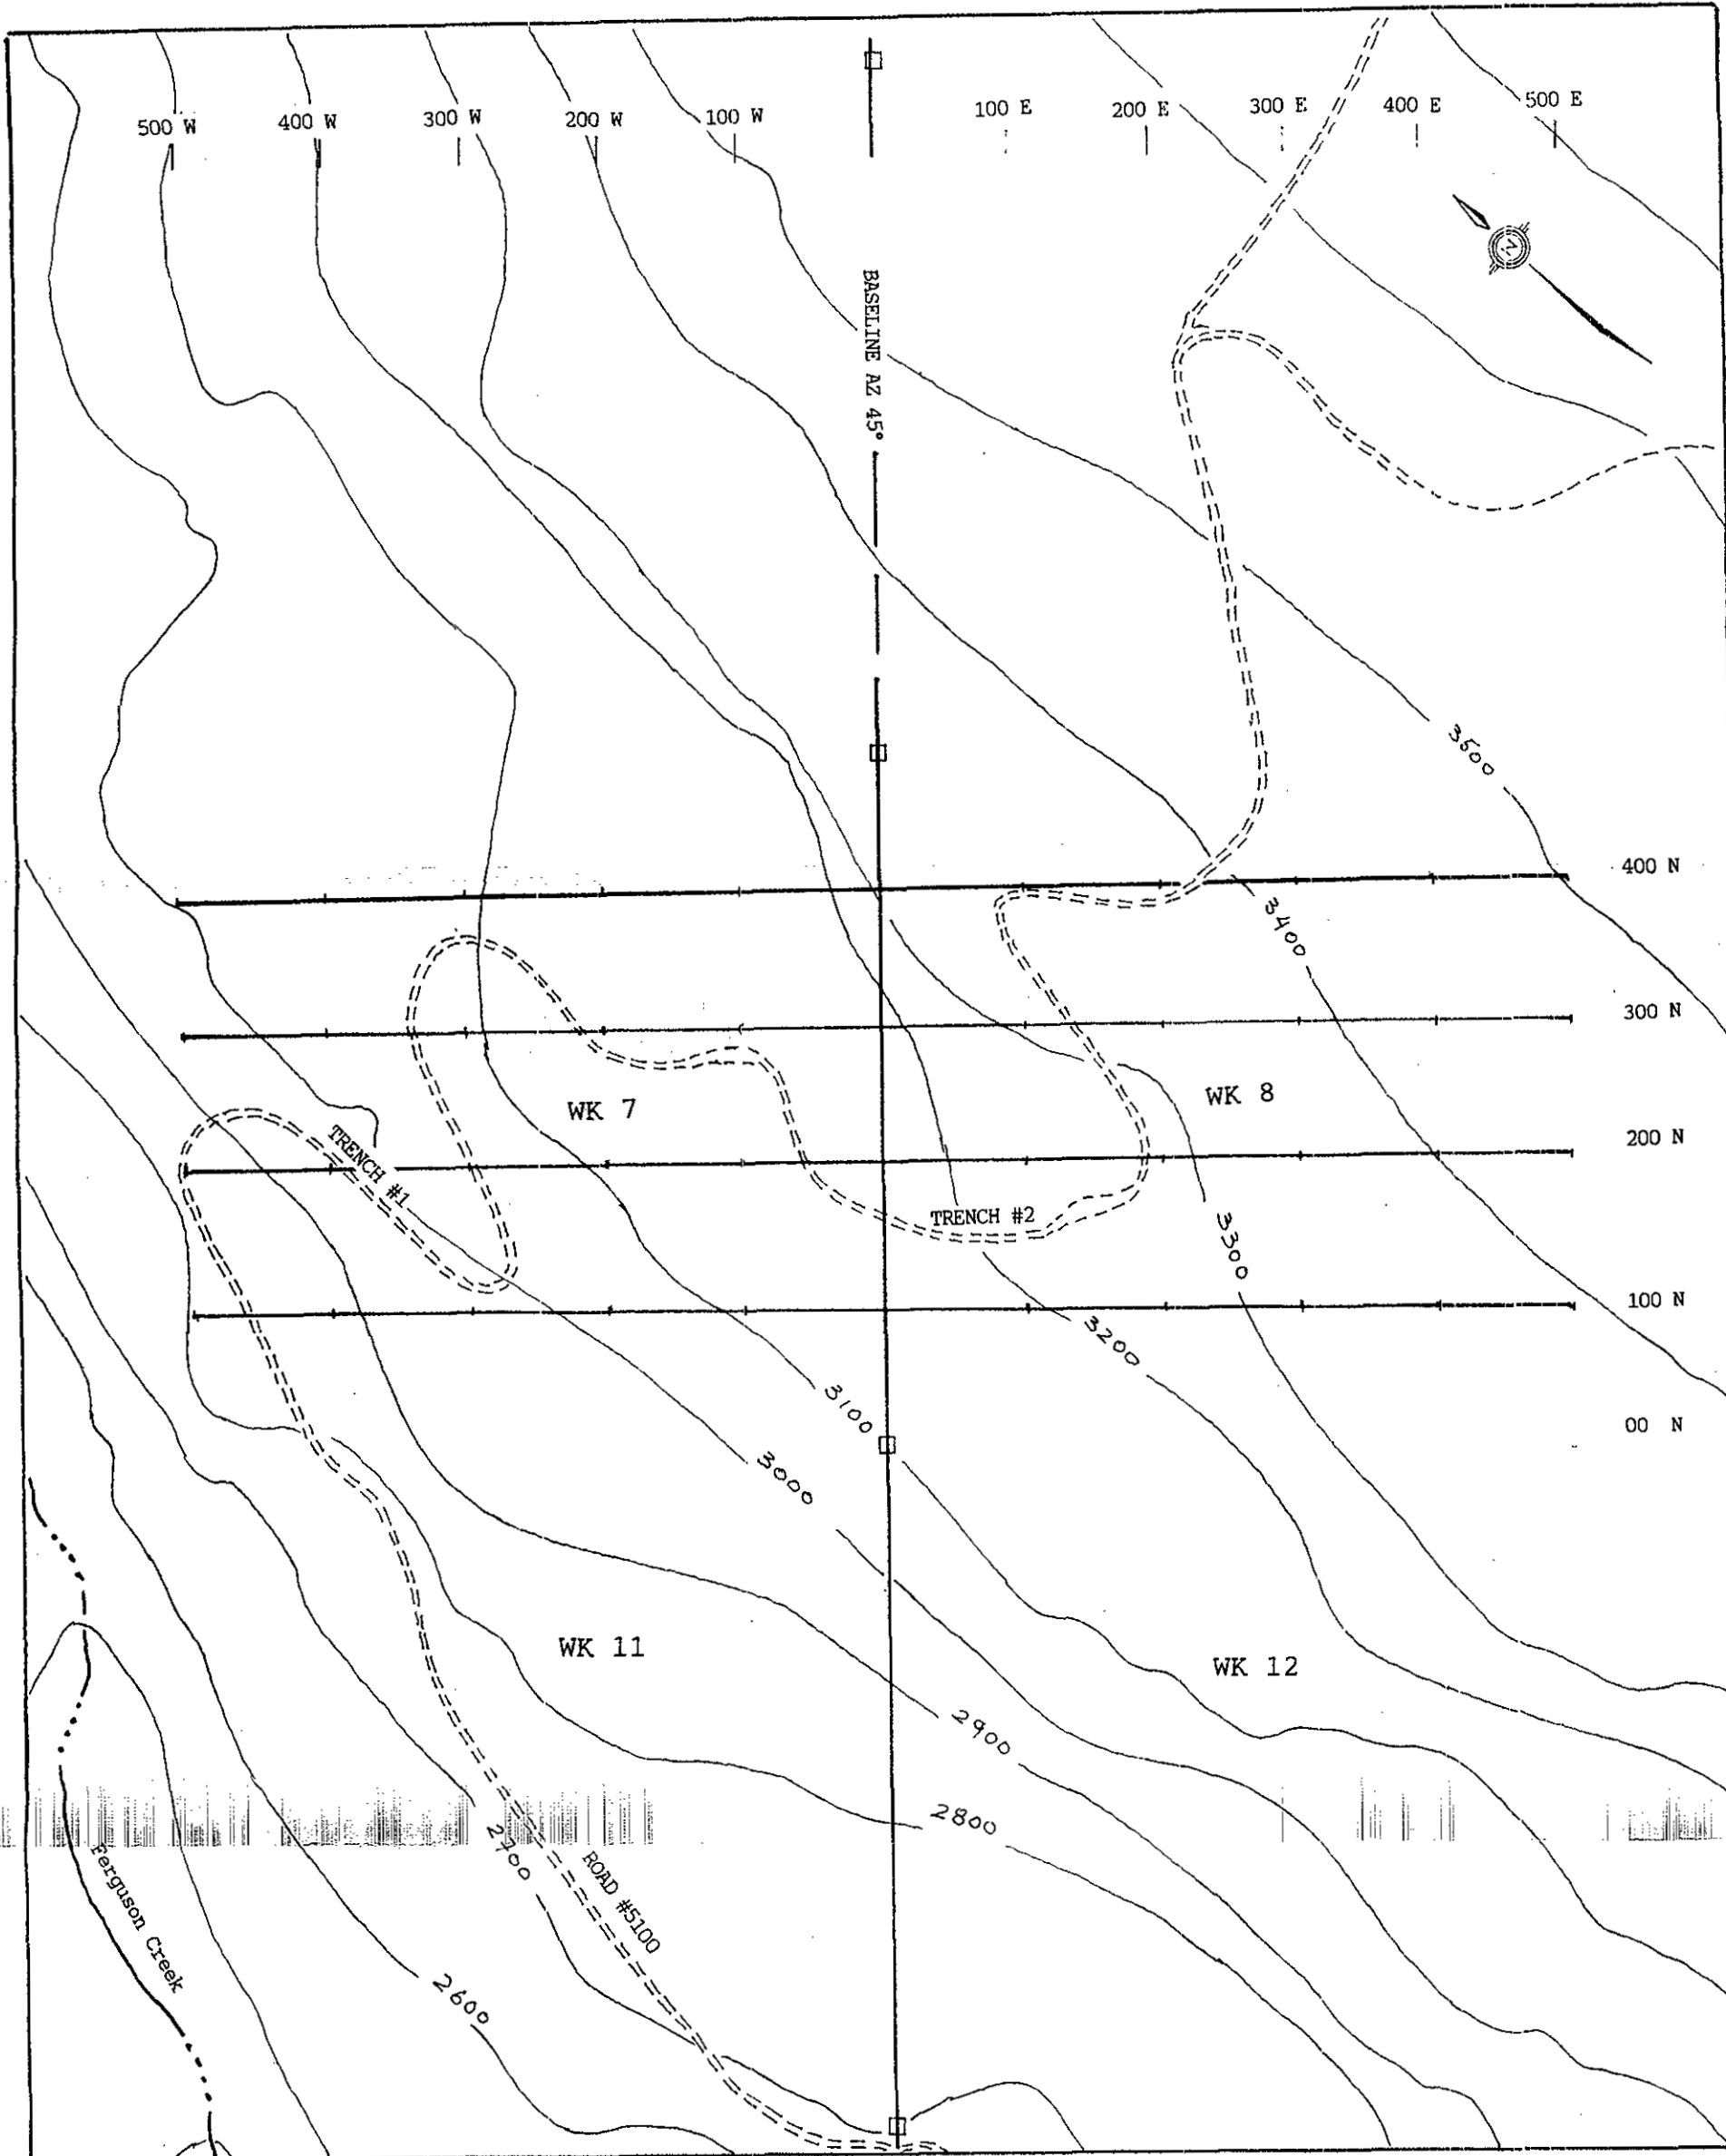 500 W
400 W
300 W
200 W
100 W
100 E
200 E
300 E
400 E
500 E
N
BASELINE AZ 45°
3500
400 N
3400
300 N
WK 7
WK 8
TRENCH #1
200 N
TRENCH #2
3300
100 N
3200
3100
00 N
3000
WK 11
WK 12
2900
2800
2700
ROAD #5100
Ferguson Creek
2600